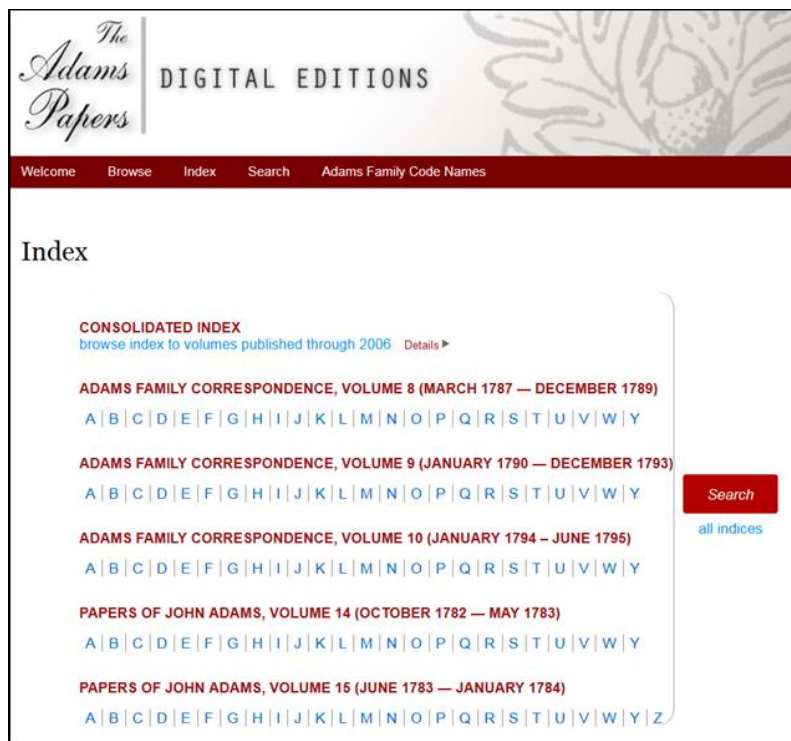 The
Adams
Papers
DIGITAL EDITIONS
Welcome Browse Index Search Adams Family Code Names
Index
CONSOLIDATED INDEX
browse index to volumes published through 2006 Details ▶
ADAMS FAMILY CORRESPONDENCE, VOLUME 8 (MARCH 1787 — DECEMBER 1789)
A | B | C | D | E | F | G | H | I | J | K | L | M | N | O | P | Q | R | S | T | U | V | W | Y
ADAMS FAMILY CORRESPONDENCE, VOLUME 9 (JANUARY 1790 — DECEMBER 1793)
A | B | C | D | E | F | G | H | I | J | K | L | M | N | O | P | Q | R | S | T | U | V | W | Y
Search
all indices
ADAMS FAMILY CORRESPONDENCE, VOLUME 10 (JANUARY 1794 – JUNE 1795)
A | B | C | D | E | F | G | H | I | J | K | L | M | N | O | P | Q | R | S | T | U | V | W | Y
PAPERS OF JOHN ADAMS, VOLUME 14 (OCTOBER 1782 — MAY 1783)
A | B | C | D | E | F | G | H | I | J | K | L | M | N | O | P | Q | R | S | T | U | V | W | Y
PAPERS OF JOHN ADAMS, VOLUME 15 (JUNE 1783 — JANUARY 1784)
A | B | C | D | E | F | G | H | I | J | K | L | M | N | O | P | Q | R | S | T | U | V | W | Y | Z